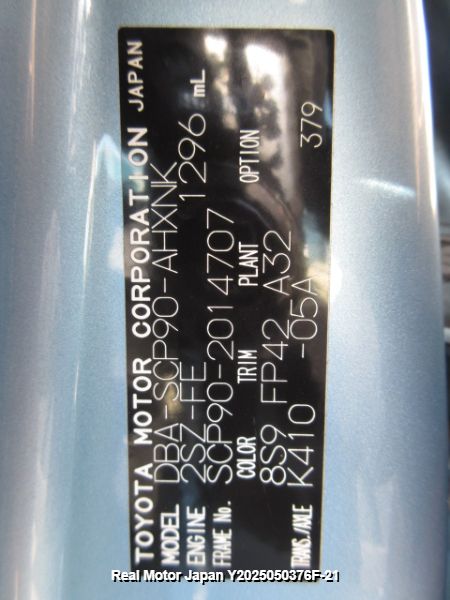 TOYOTA MOTOR CORPORATION JAPAN
MODEL DBA-SCP90-AHXNK
ENGINE 2SZ-FE 1296 mL
FRAME No. SCP90-2014707
COLOR TRIM PLANT OPTION
8S9 FP42 A32
TRANS./AXLE K410 -05A 379
Real Motor Japan Y2025050376F-21